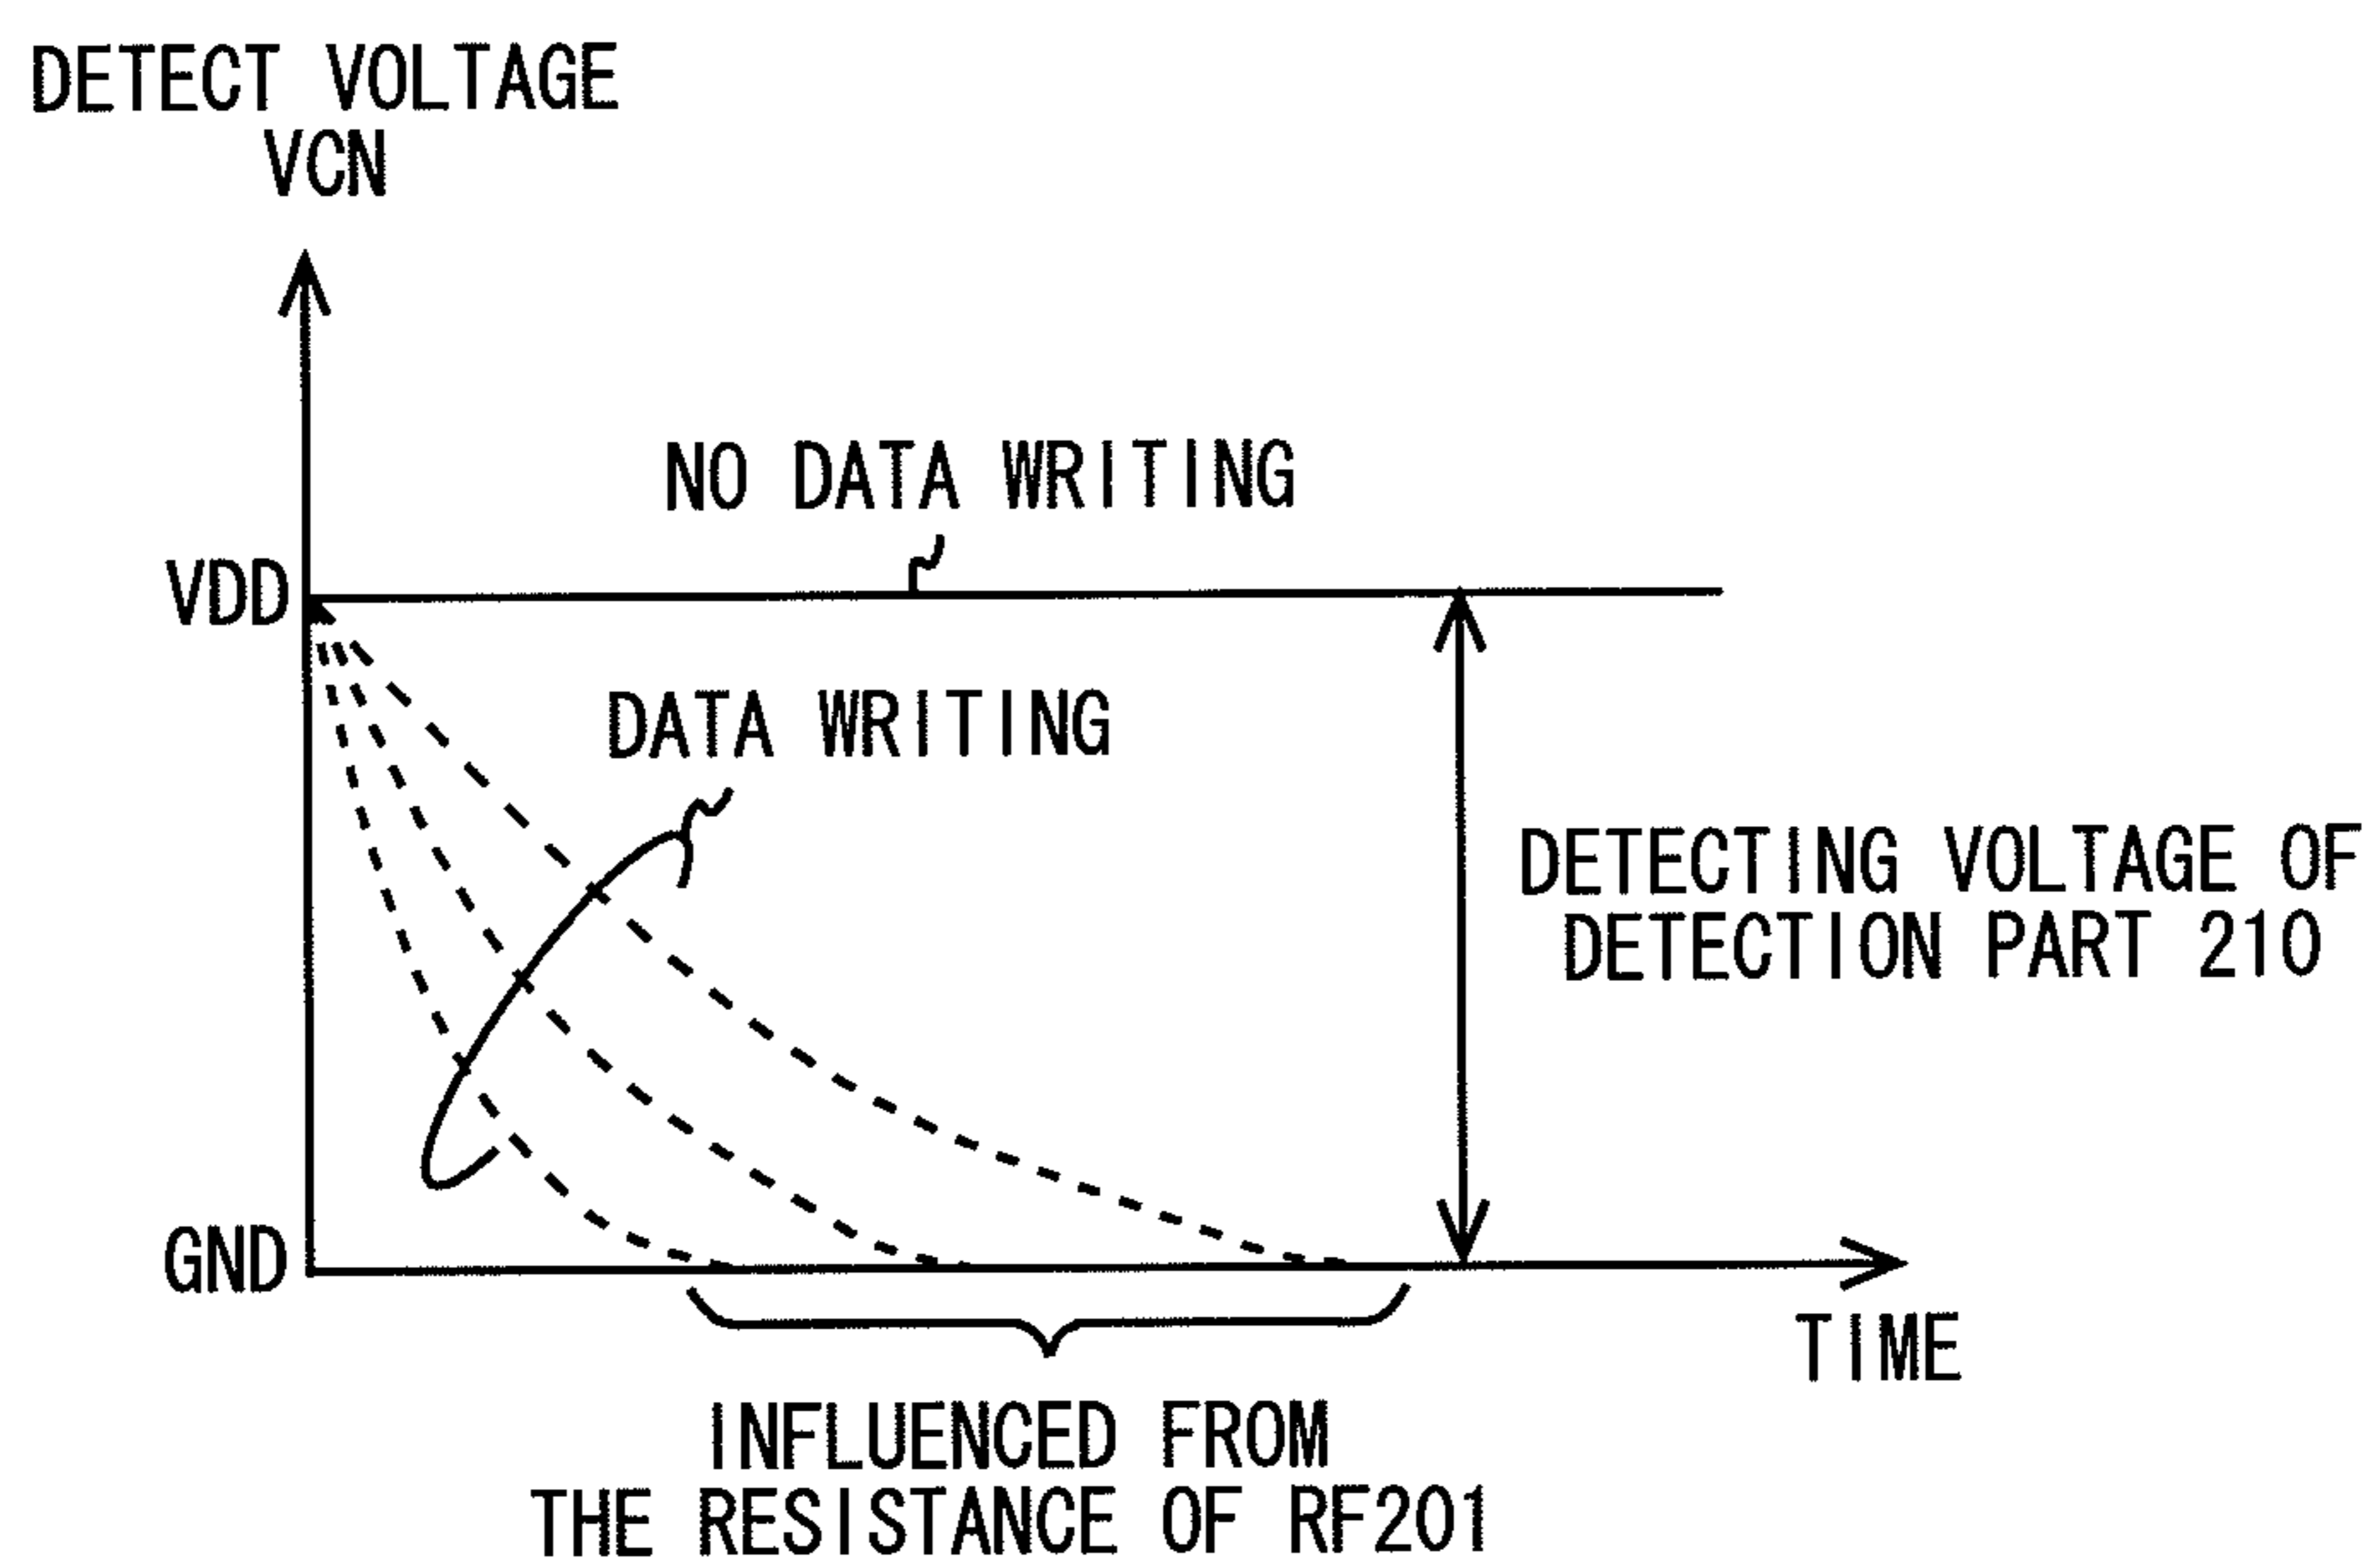 DETECT VOLTAGE
VCN
NO DATA WRITING
VDD
DATA WRITING
DETECTING VOLTAGE OF
DETECTION PART 210
GND
TIME
INFLUENCED FROM
THE RESISTANCE OF RF201